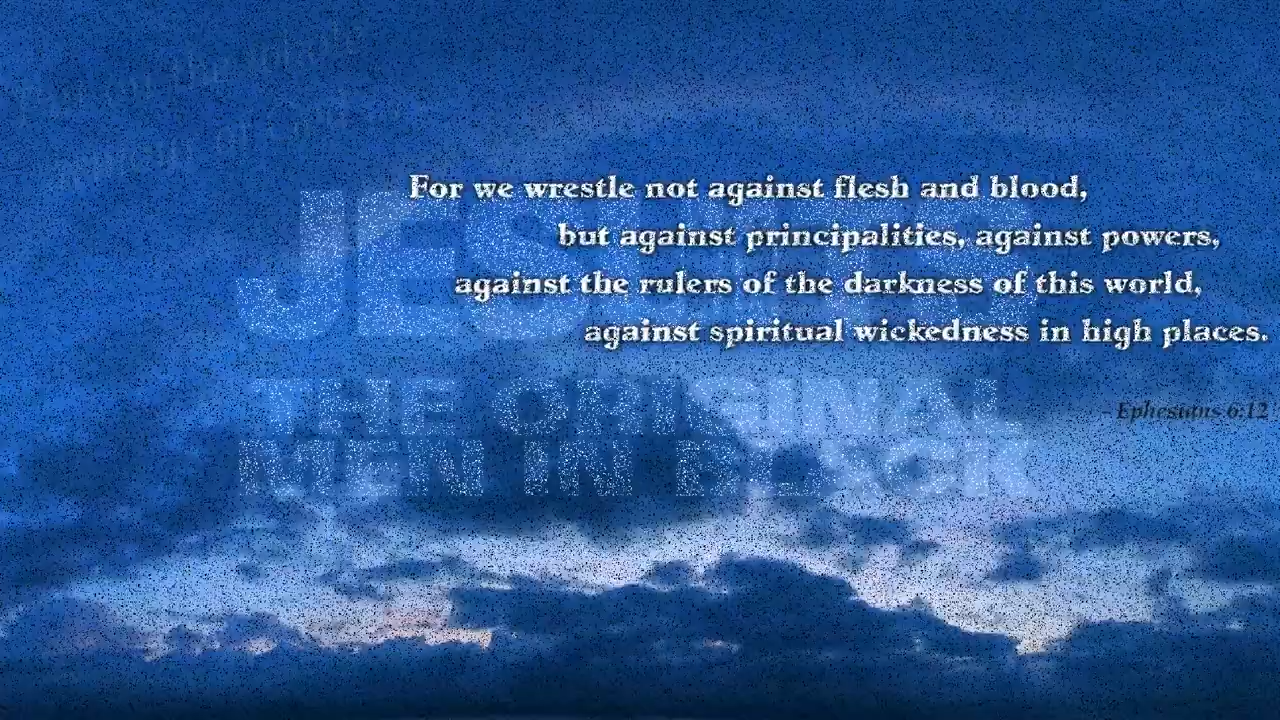 For we wrestle not against flesh and blood,
but against principalities, against powers,
against the rulers of the darkness of this world,
against spiritual wickedness in high places.
- Ephesians 6:12
JESUITS
THE ORIGINAL
MEN IN BLACK